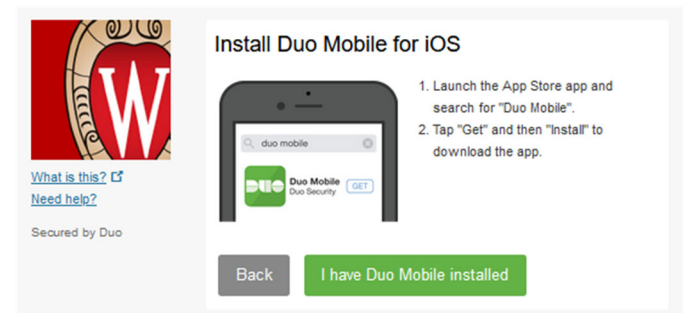 W
What is this?
Need help?
Secured by Duo
Install Duo Mobile for iOS
duo mobile
DUO
Duo Mobile
Duo Security
GET
1. Launch the App Store app and
search for "Duo Mobile".
2. Tap "Get" and then "Install" to
download the app.
Back
I have Duo Mobile installed